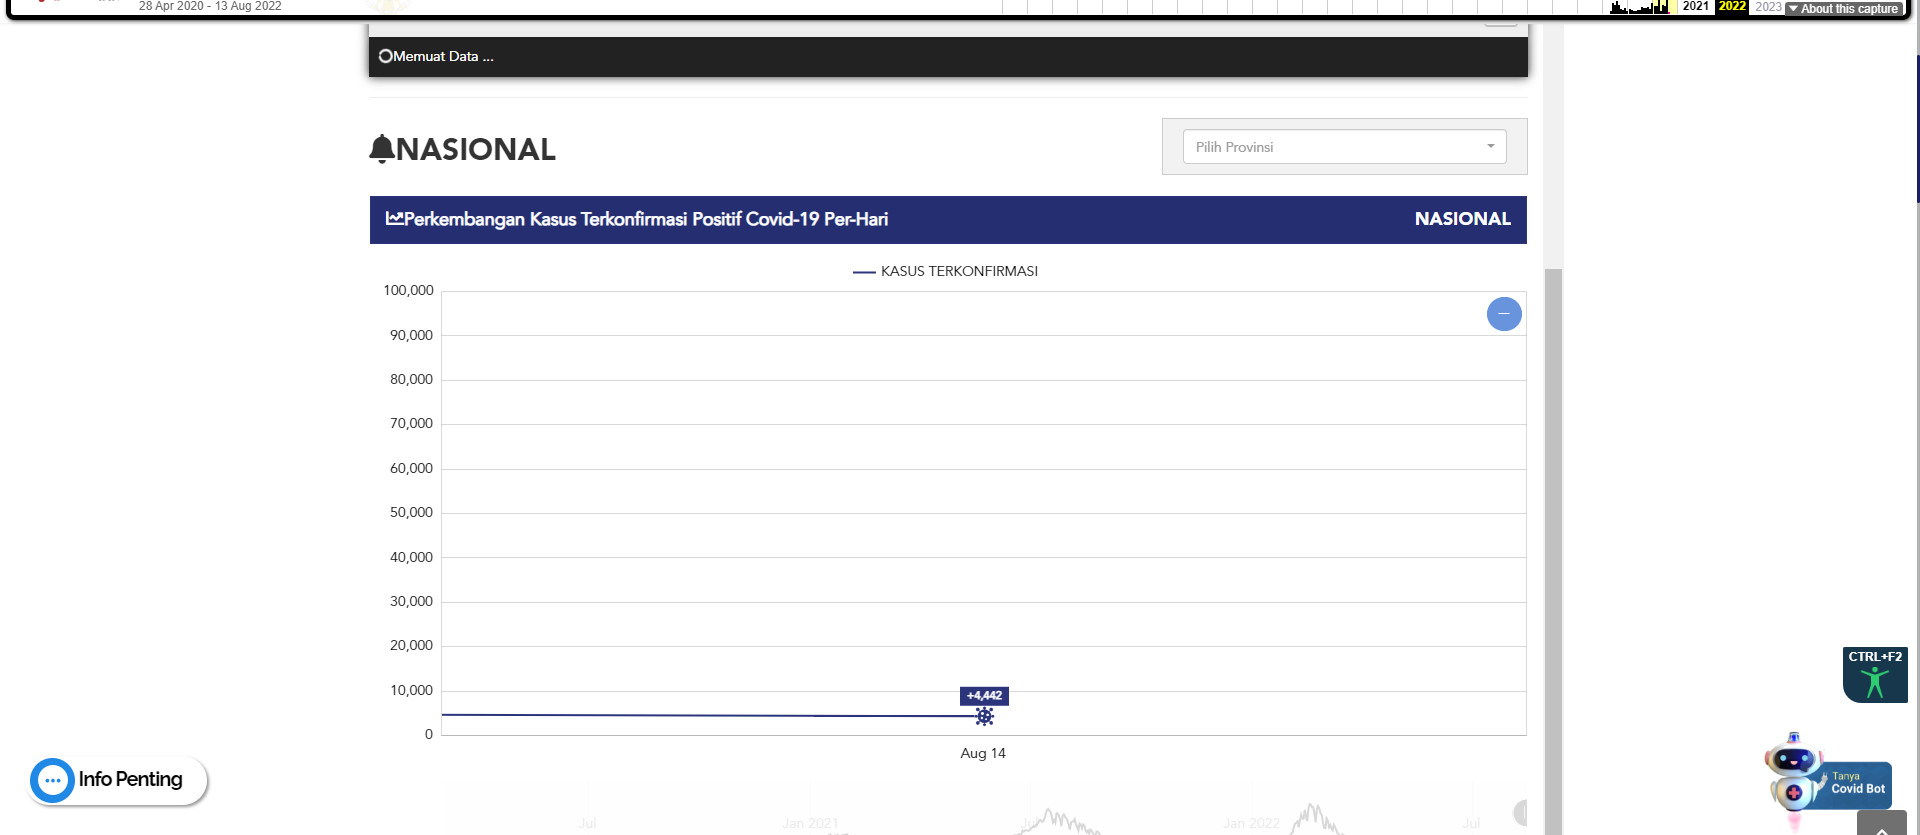 28 Apr 2020 - 13 Aug 2022
2021 2022 2023 ▼ About this capture
Memuat Data ...
NASIONAL
Pilih Provinsi
Perkembangan Kasus Terkonfirmasi Positif Covid-19 Per-Hari
NASIONAL
KASUS TERKONFIRMASI
100,000
90,000
80,000
70,000
60,000
50,000
40,000
30,000
20,000
10,000
0
+4,442
Aug 14
Jul
Jan 2021
Jul
Jan 2022
Jul
CTRL+F2
Info Penting
Tanya
Covid Bot